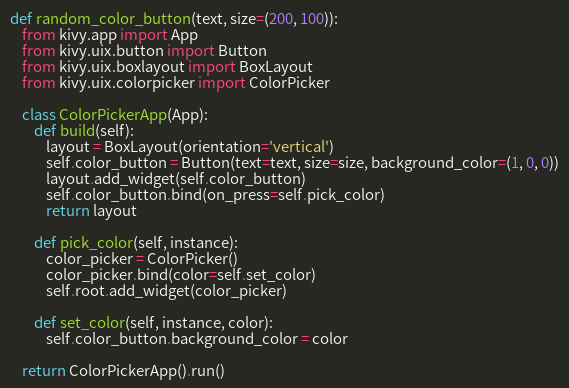 def random_color_button(text, size=(200, 100)):
    from kivy.app import App
    from kivy.uix.button import Button
    from kivy.uix.boxlayout import BoxLayout
    from kivy.uix.colorpicker import ColorPicker

    class ColorPickerApp(App):
        def build(self):
            layout = BoxLayout(orientation='vertical')
            self.color_button = Button(text=text, size=size, background_color=(1, 0, 0))
            layout.add_widget(self.color_button)
            self.color_button.bind(on_press=self.pick_color)
            return layout

        def pick_color(self, instance):
            color_picker = ColorPicker()
            color_picker.bind(color=self.set_color)
            self.root.add_widget(color_picker)

        def set_color(self, instance, color):
            self.color_button.background_color = color

    return ColorPickerApp().run()